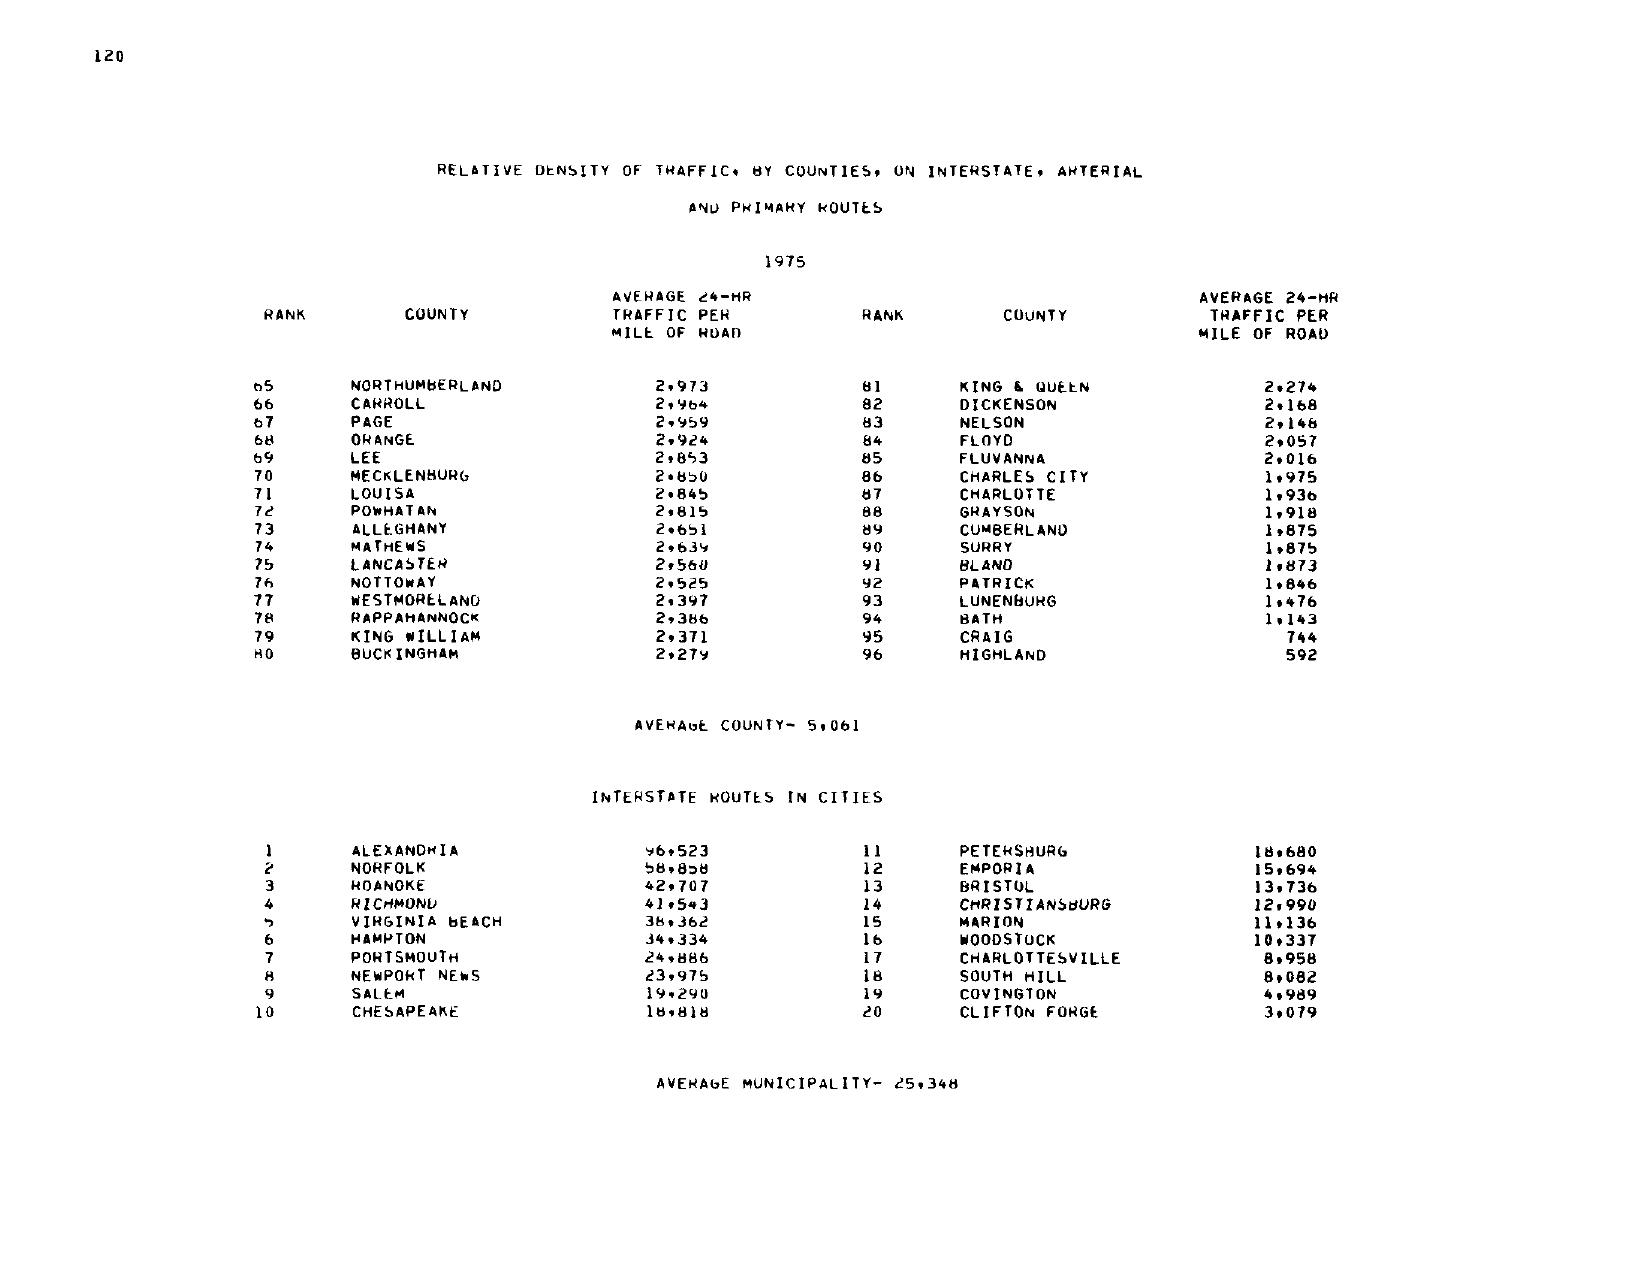 120
RELATIVE DENSITY OF TRAFFIC, BY COUNTIES, ON INTERSTATE, ARTERIAL
AND PRIMARY ROUTES
1975
AVERAGE 24-HR AVERAGE 24-HR
RANK COUNTY TRAFFIC PER RANK COUNTY TRAFFIC PER
MILE OF ROAD MILE OF ROAD
65 NORTHUMBERLAND 2,973 81 KING & QUEEN 2,274
66 CARROLL 2,964 82 DICKENSON 2,168
67 PAGE 2,959 83 NELSON 2,148
68 ORANGE 2,924 84 FLOYD 2,057
69 LEE 2,853 85 FLUVANNA 2,016
70 MECKLENBURG 2,850 86 CHARLES CITY 1,975
71 LOUISA 2,845 87 CHARLOTTE 1,936
72 POWHATAN 2,815 88 GRAYSON 1,918
73 ALLEGHANY 2,651 89 CUMBERLAND 1,875
74 MATHEWS 2,639 90 SURRY 1,875
75 LANCASTER 2,560 91 BLAND 1,873
76 NOTTOWAY 2,525 92 PATRICK 1,846
77 WESTMORELAND 2,397 93 LUNENBURG 1,476
78 RAPPAHANNOCK 2,386 94 BATH 1,143
79 KING WILLIAM 2,371 95 CRAIG 744
80 BUCKINGHAM 2,279 96 HIGHLAND 592
AVERAGE COUNTY- 5,061
INTERSTATE ROUTES IN CITIES
1 ALEXANDRIA 96,523 11 PETERSBURG 18,680
2 NORFOLK 58,858 12 EMPORIA 15,694
3 ROANOKE 42,707 13 BRISTOL 13,736
4 RICHMOND 41,543 14 CHRISTIANSBURG 12,990
5 VIRGINIA BEACH 38,362 15 MARION 11,136
6 HAMPTON 34,334 16 WOODSTOCK 10,337
7 PORTSMOUTH 24,886 17 CHARLOTTESVILLE 8,958
8 NEWPORT NEWS 23,975 18 SOUTH HILL 8,082
9 SALEM 19,290 19 COVINGTON 4,989
10 CHESAPEAKE 18,818 20 CLIFTON FORGE 3,079
AVERAGE MUNICIPALITY- 25,348